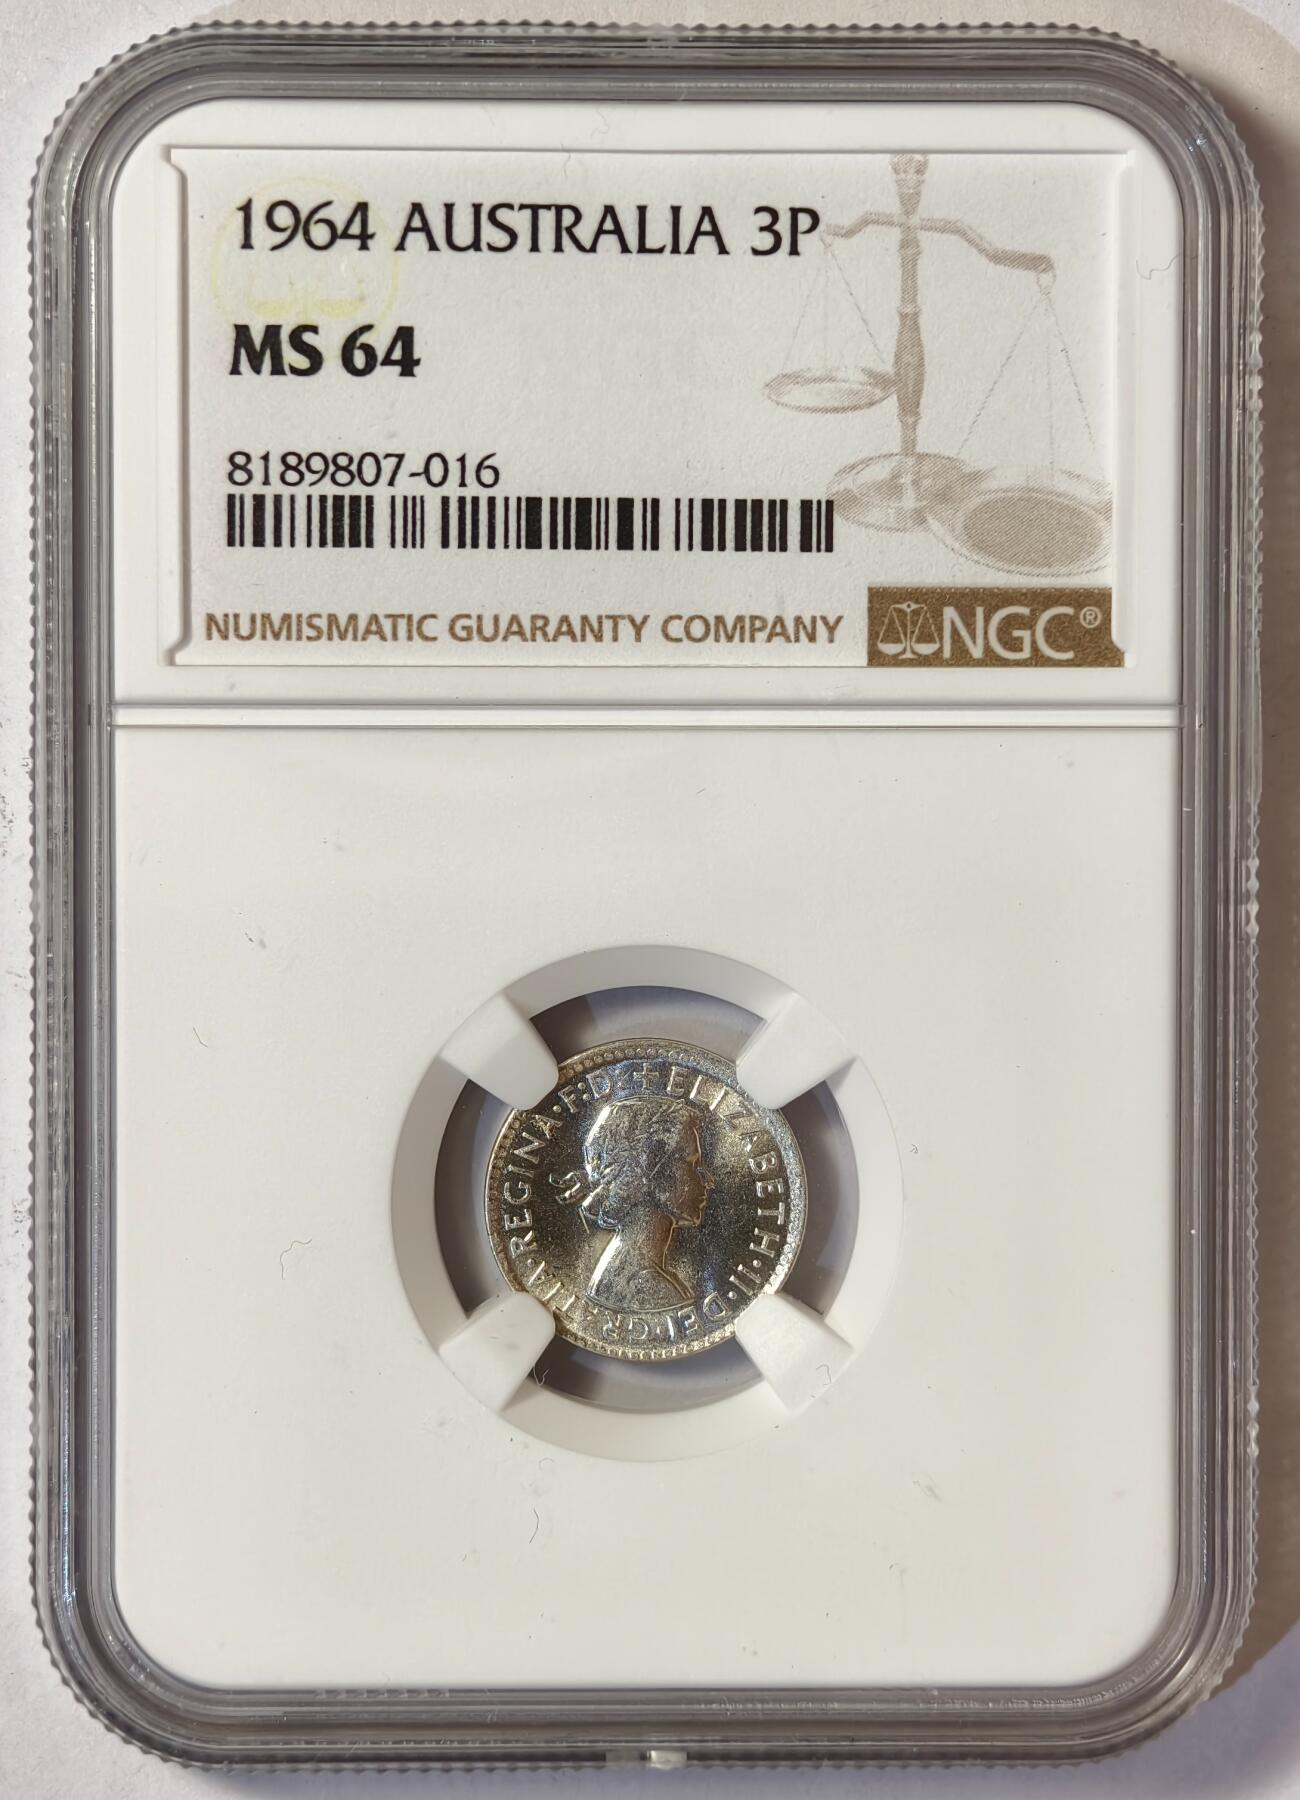 1964 AUSTRALIA 3P
MS 64
8189807-016
NUMISMATIC GUARANTY COMPANY
NGC®
+ELIZABETH·II·DEI·GRATIA·REGINA·F:D·